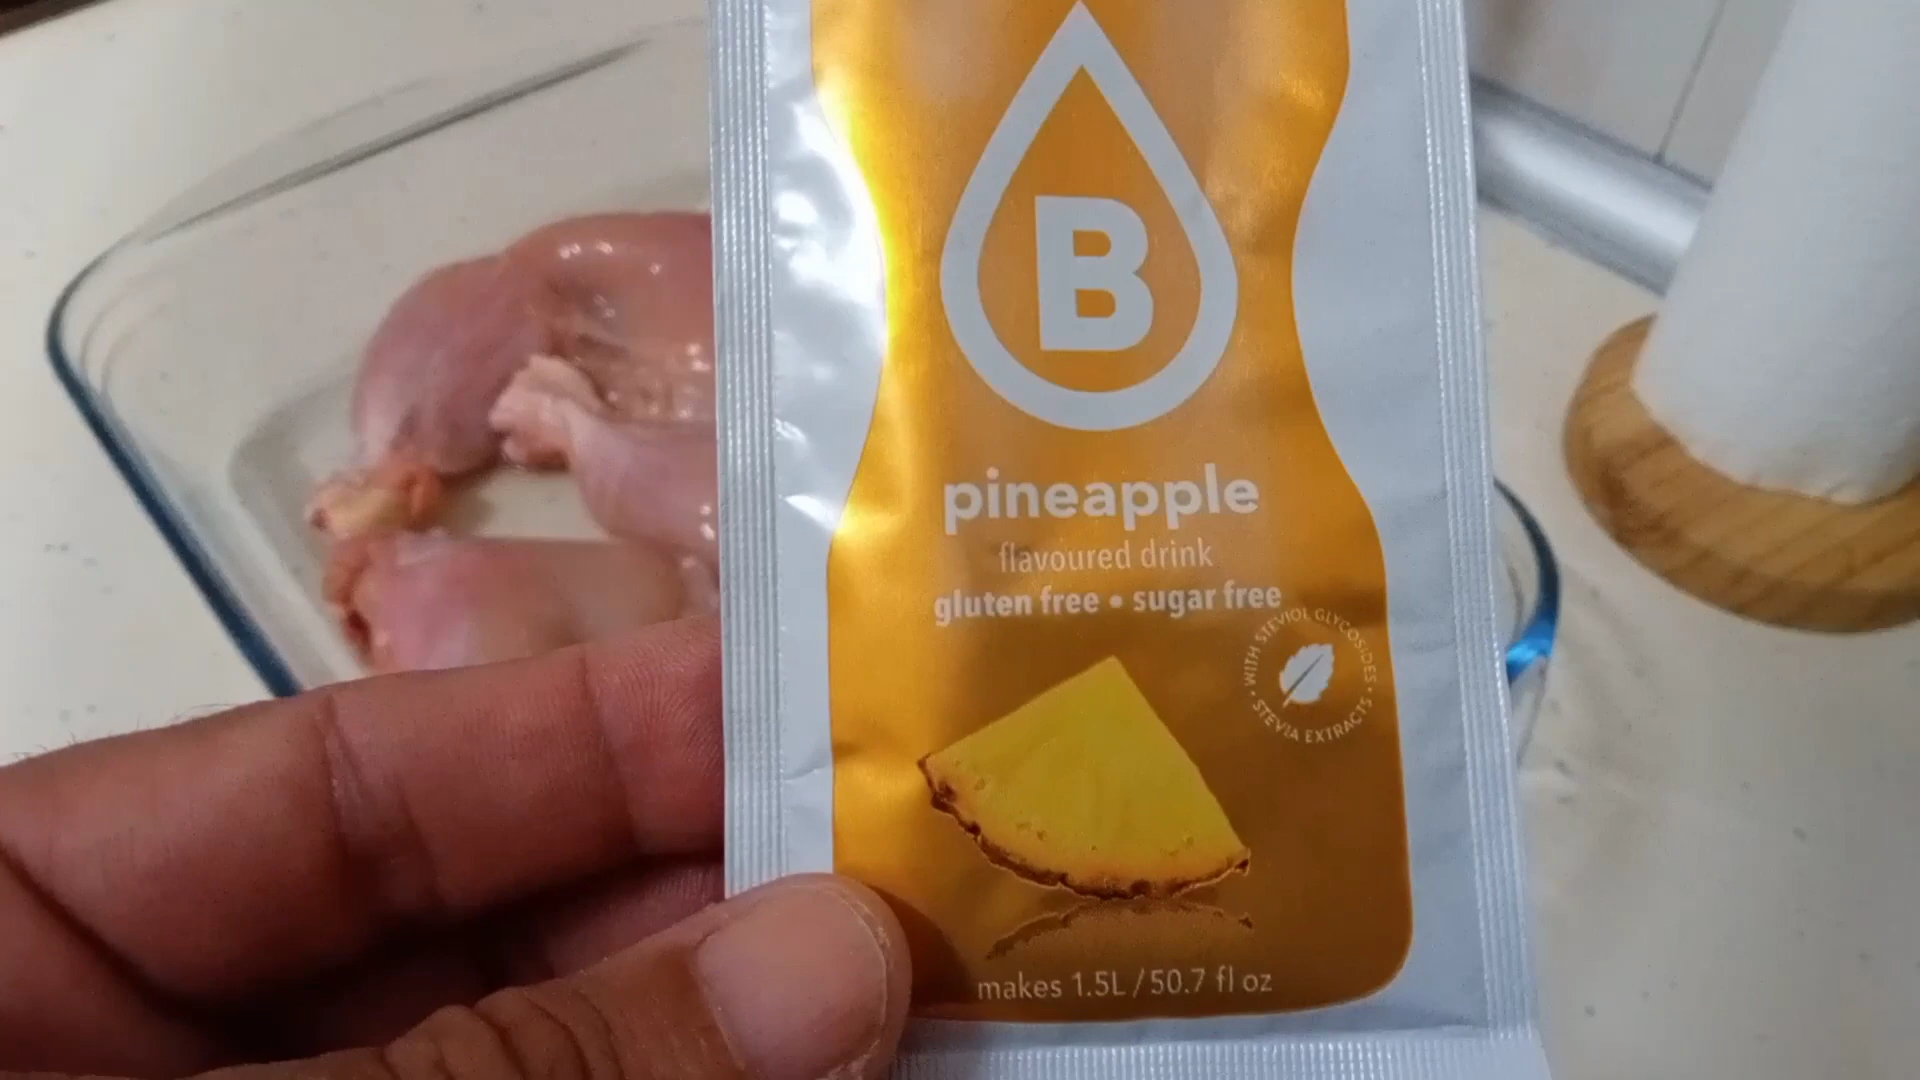 B
pineapple
flavoured drink
gluten free • sugar free
• WITH STEVIOL GLYCOSIDES • STEVIA EXTRACTS
makes 1.5L / 50.7 fl oz